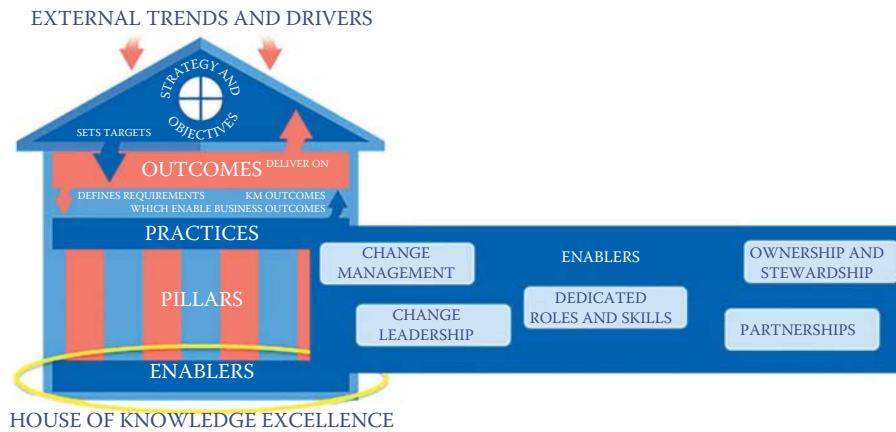 EXTERNAL TRENDS AND DRIVERS
STRATEGY AND
OBJECTIVES
SETS TARGETS
OUTCOMES DELIVER ON
DEFINES REQUIREMENTS KM OUTCOMES
WHICH ENABLE BUSINESS OUTCOMES
PRACTICES
PILLARS
ENABLERS
HOUSE OF KNOWLEDGE EXCELLENCE
CHANGE
MANAGEMENT
ENABLERS
OWNERSHIP AND
STEWARDSHIP
CHANGE
LEADERSHIP
DEDICATED
ROLES AND SKILLS
PARTNERSHIPS